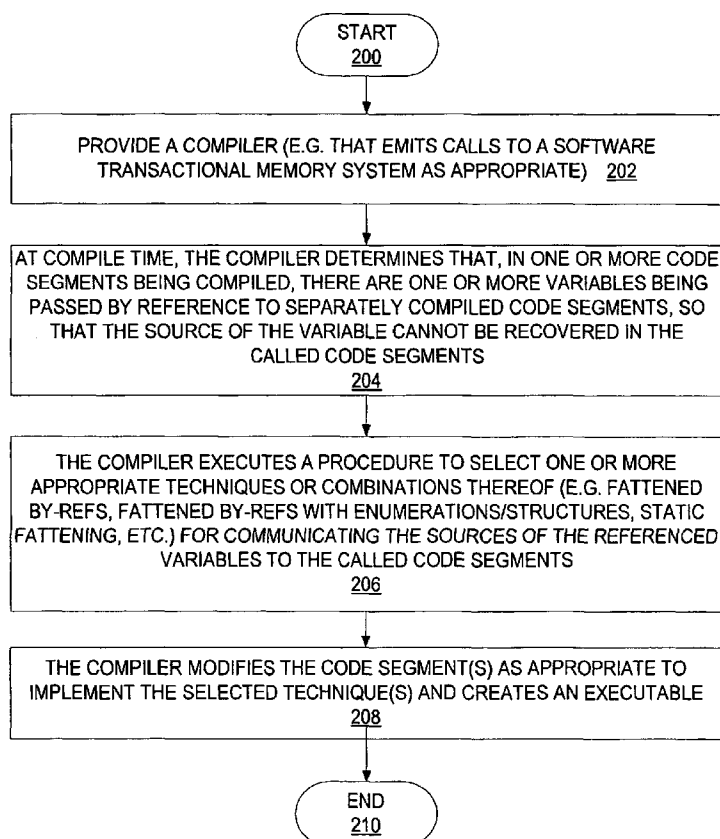 START
200
PROVIDE A COMPILER (E.G. THAT EMITS CALLS TO A SOFTWARE
TRANSACTIONAL MEMORY SYSTEM AS APPROPRIATE) 202
AT COMPILE TIME, THE COMPILER DETERMINES THAT, IN ONE OR MORE CODE
SEGMENTS BEING COMPILED, THERE ARE ONE OR MORE VARIABLES BEING
PASSED BY REFERENCE TO SEPARATELY COMPILED CODE SEGMENTS, SO
THAT THE SOURCE OF THE VARIABLE CANNOT BE RECOVERED IN THE
CALLED CODE SEGMENTS
204
THE COMPILER EXECUTES A PROCEDURE TO SELECT ONE OR MORE
APPROPRIATE TECHNIQUES OR COMBINATIONS THEREOF (E.G. FATTENED
BY-REFS, FATTENED BY-REFS WITH ENUMERATIONS/STRUCTURES, STATIC
FATTENING, ETC.) FOR COMMUNICATING THE SOURCES OF THE REFERENCED
VARIABLES TO THE CALLED CODE SEGMENTS
206
THE COMPILER MODIFIES THE CODE SEGMENT(S) AS APPROPRIATE TO
IMPLEMENT THE SELECTED TECHNIQUE(S) AND CREATES AN EXECUTABLE
208
END
210